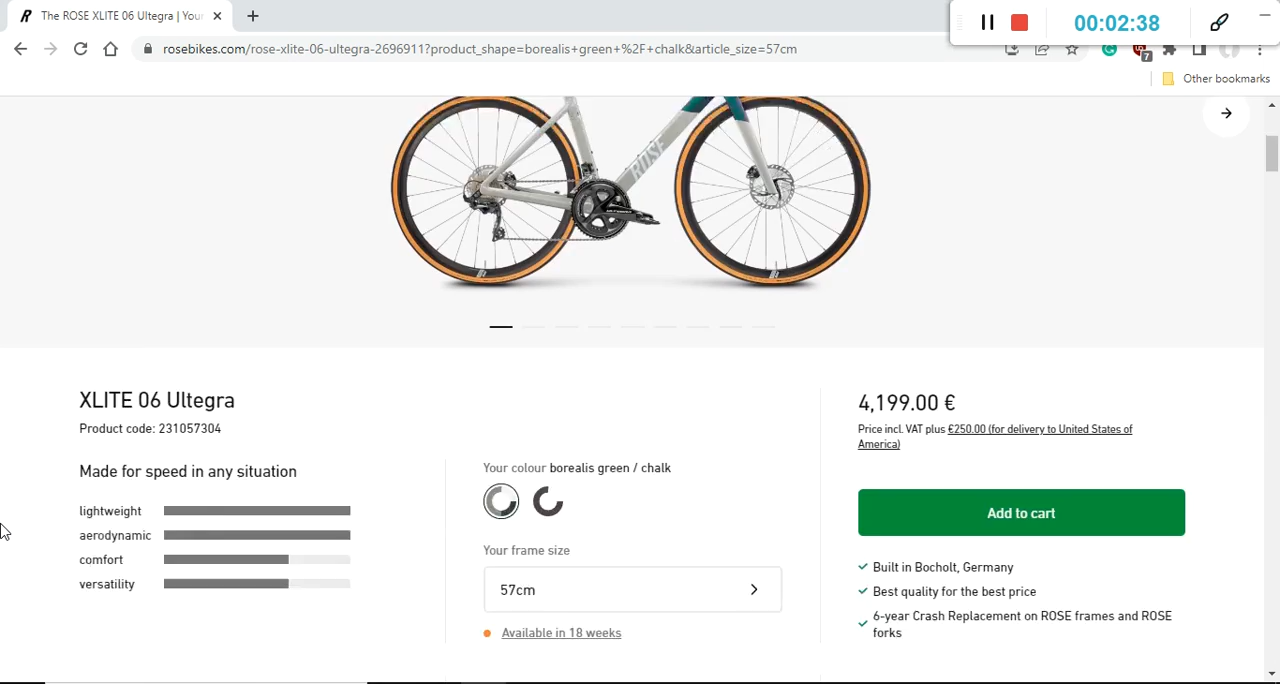 The ROSE XLITE 06 Ultegra | Your
00:02:38
rosebikes.com/rose-xlite-06-ultegra-2696911?product_shape=borealis+green+%2F+chalk&article_size=57cm
7
Other bookmarks
ROSE
XLITE 06 Ultegra
Product code: 231057304
Made for speed in any situation
lightweight
aerodynamic
comfort
versatility
Your colour borealis green / chalk
Your frame size
57cm
Available in 18 weeks
4,199.00 €
Price incl. VAT plus €250.00 (for delivery to United States of
America)
Add to cart
Built in Bocholt, Germany
Best quality for the best price
6-year Crash Replacement on ROSE frames and ROSE
forks